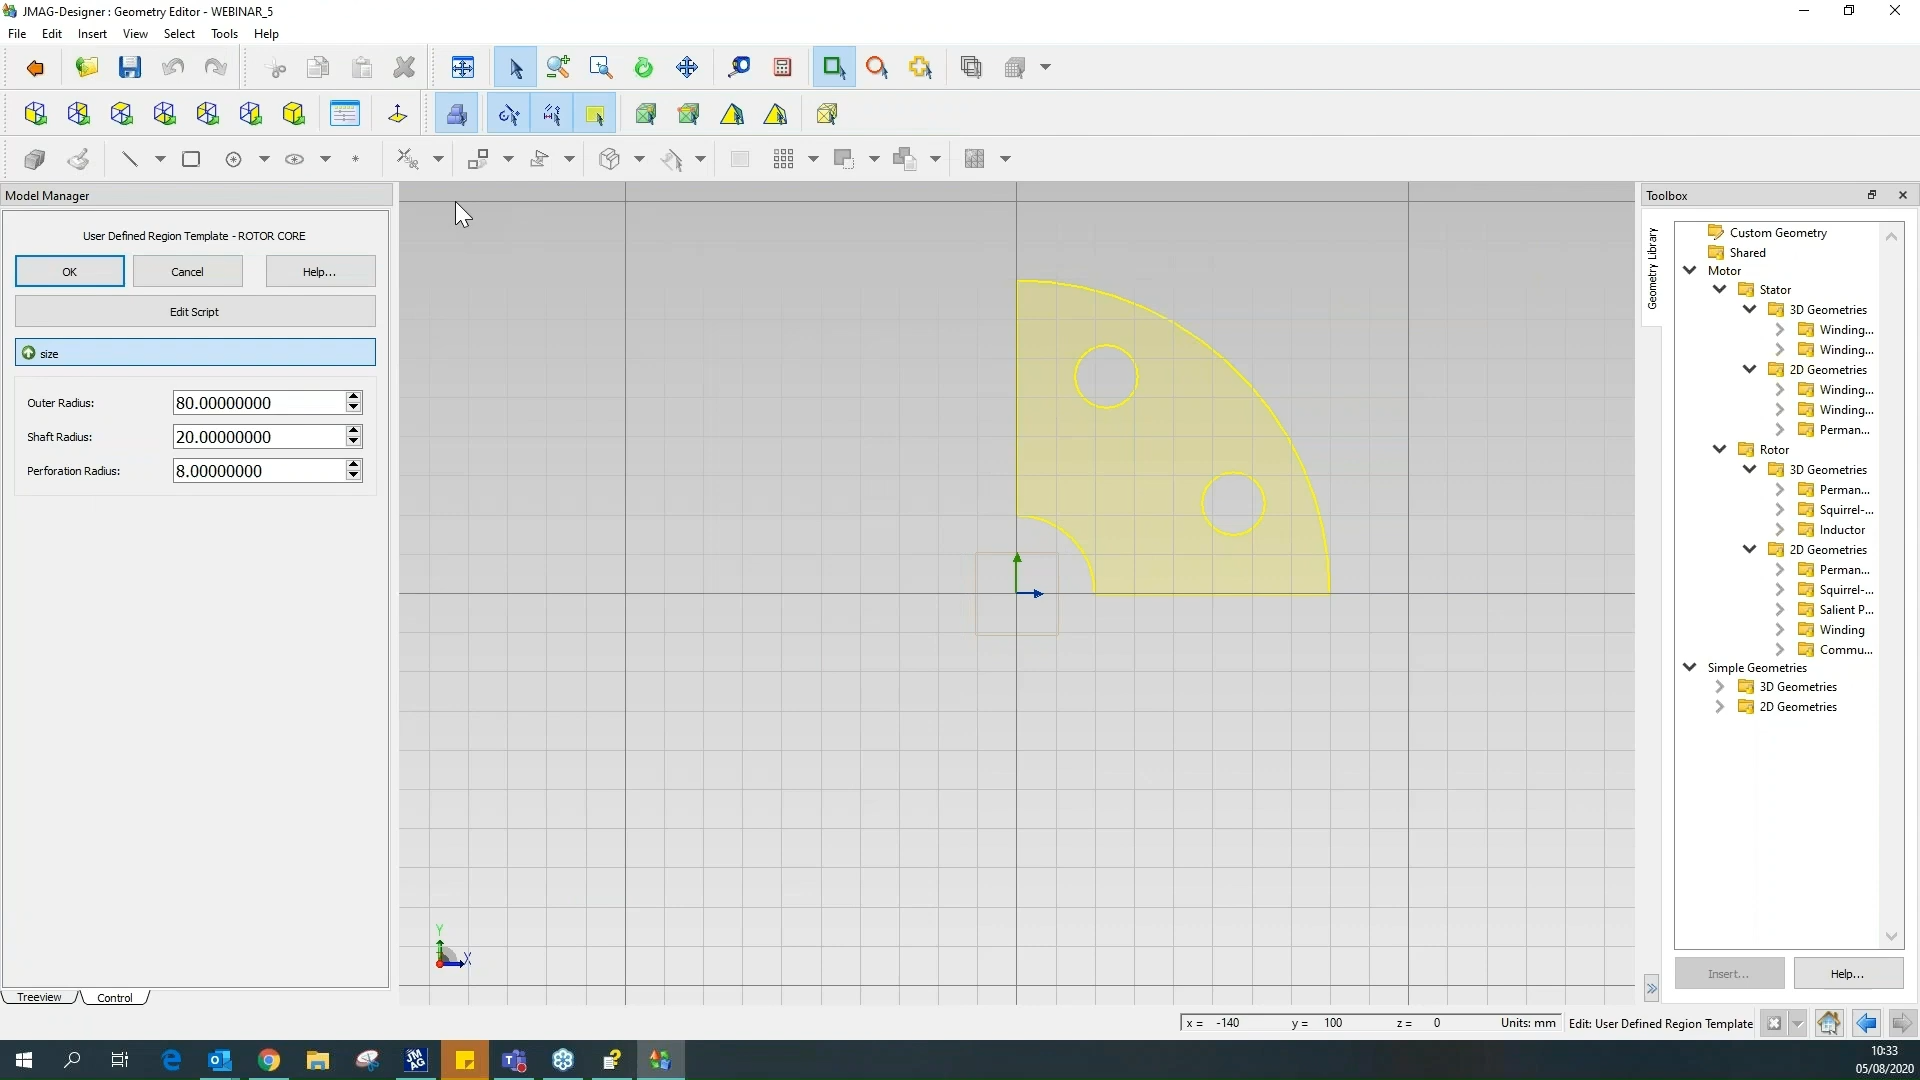 JMAG-Designer : Geometry Editor - WEBINAR_5
File Edit Insert View Select Tools Help
Model Manager
User Defined Region Template - ROTOR CORE
OK Cancel Help...
Edit Script
size
Outer Radius: 80.00000000
Shaft Radius: 20.00000000
Perforation Radius: 8.00000000
Treeview Control
Y
X
Toolbox
Geometry Library
Custom Geometry
Shared
Motor
Stator
3D Geometries
Winding...
Winding...
2D Geometries
Winding...
Winding...
Perman...
Rotor
3D Geometries
Perman...
Squirrel-...
Inductor
2D Geometries
Perman...
Squirrel-...
Salient P...
Winding
Commu...
Simple Geometries
3D Geometries
2D Geometries
Insert... Help...
x = -140 y = 100 z = 0 Units: mm Edit: User Defined Region Template
JM
AG
10:33
05/08/2020